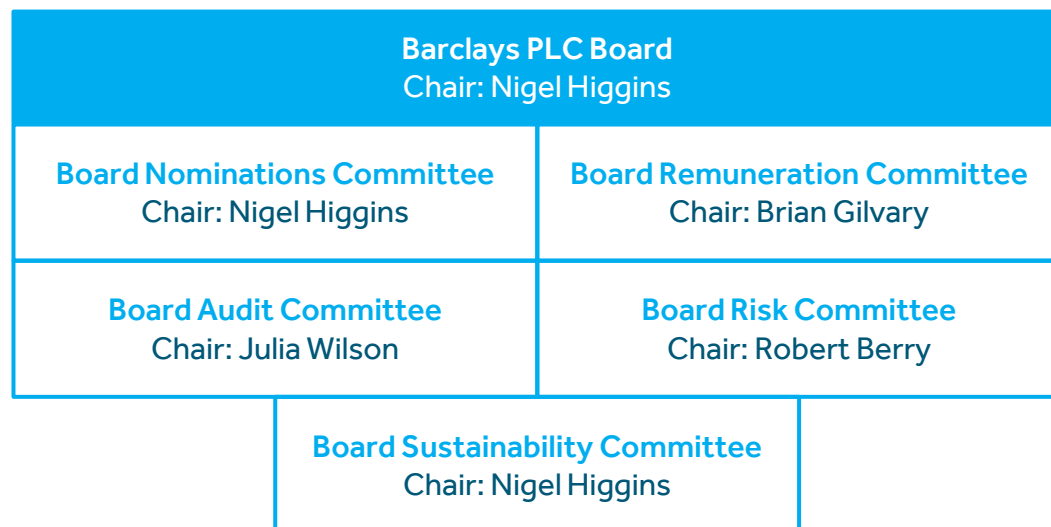 Barclays PLC Board
Chair: Nigel Higgins
Board Nominations Committee
Chair: Nigel Higgins
Board Remuneration Committee
Chair: Brian Gilvary
Board Audit Committee
Chair: Julia Wilson
Board Risk Committee
Chair: Robert Berry
Board Sustainability Committee
Chair: Nigel Higgins